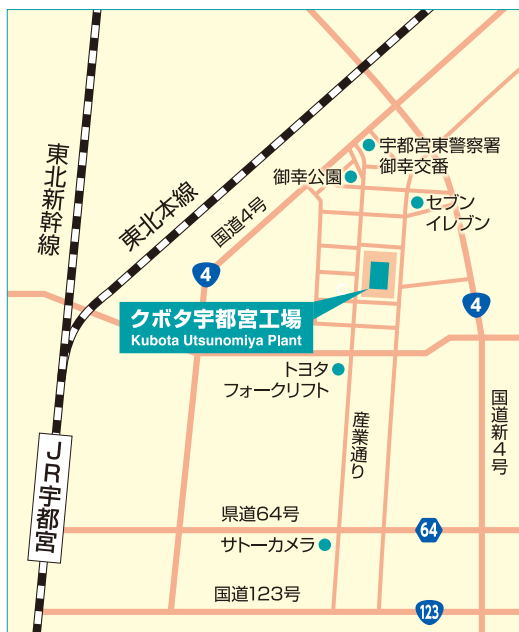 宇都宮東警察署
御幸交番
御幸公園
セブン
イレブン
東北新幹線
東北本線
国道4号
4
4
クボタ宇都宮工場
Kubota Utsunomiya Plant
トヨタ
フォークリフト
国道新4号
産業通り
JR宇都宮
県道64号
64
サトーカメラ
国道123号
123